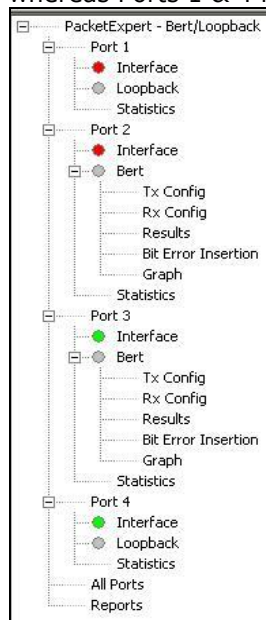 PacketExpert - Bert/Loopback
Port 1
Interface
Loopback
Statistics
Port 2
Interface
Bert
Tx Config
Rx Config
Results
Bit Error Insertion
Graph
Statistics
Port 3
Interface
Bert
Tx Config
Rx Config
Results
Bit Error Insertion
Graph
Statistics
Port 4
Interface
Loopback
Statistics
All Ports
Reports